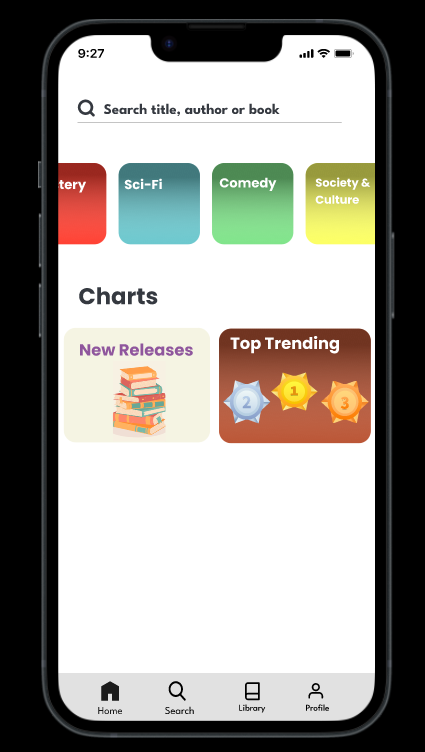 9:27
Search title, author or book
tery
Sci-Fi
Comedy
Society &
Culture
Charts
New Releases
Top Trending
2
1
3
Home
Search
Library
Profile